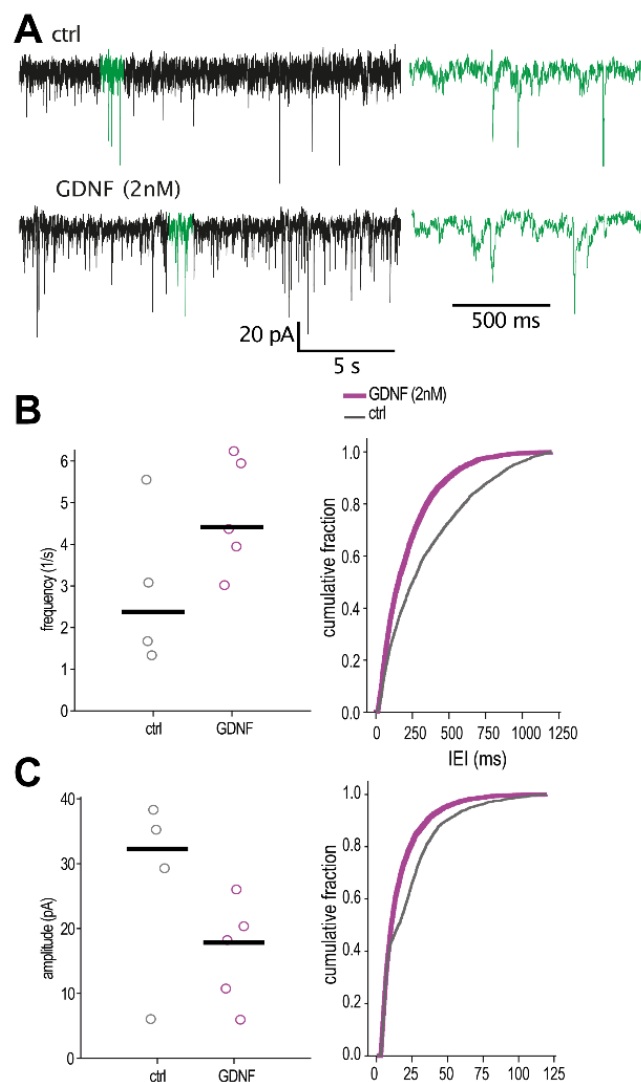 A ctrl
GDNF (2nM)
20 pA
5 s
500 ms
B
GDNF (2nM)
ctrl
frequency (1/s)
6
5
4
3
2
1
0
ctrl GDNF
cumulative fraction
1.0
0.8
0.6
0.4
0.2
0.0
0 250 500 750 1000 1250
IEI (ms)
C
amplitude (pA)
40
30
20
10
0
ctrl GDNF
cumulative fraction
1.0
0.8
0.6
0.4
0.2
0.0
0 25 50 75 100 125